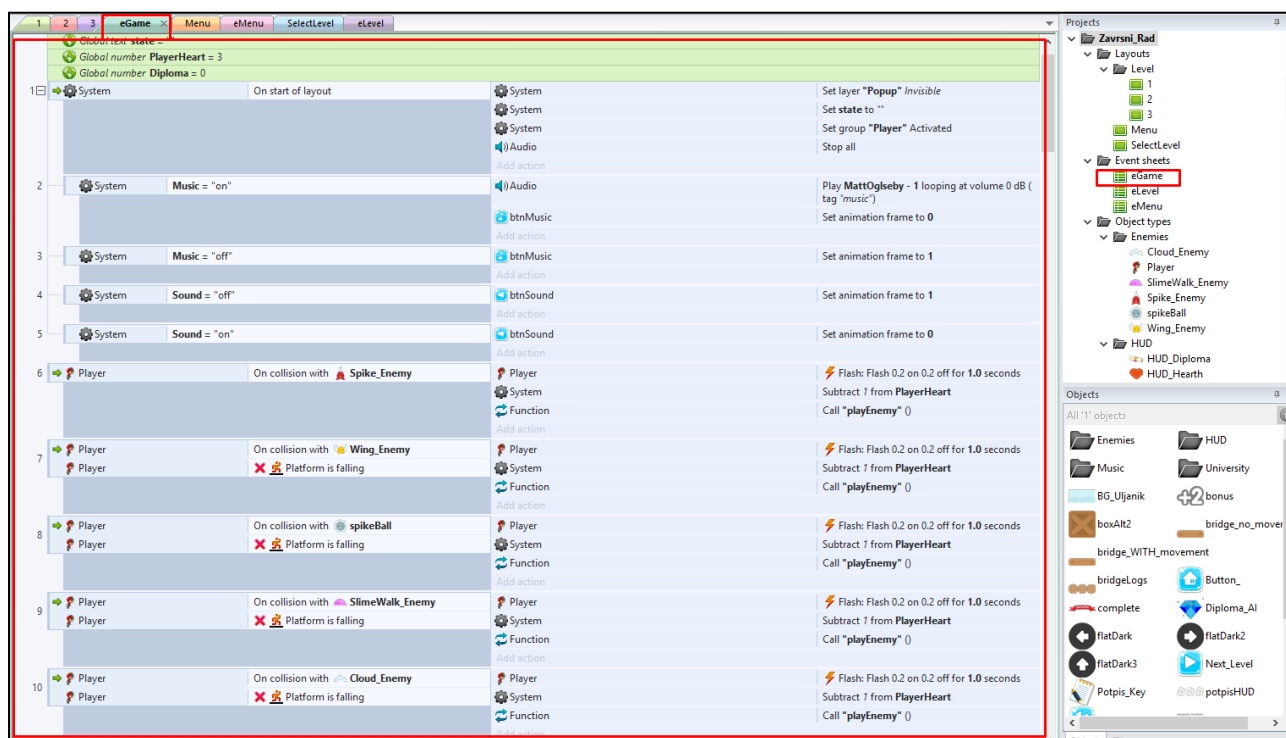 1 2 3 eGame × Menu eMenu SelectLevel eLevel
Global text state = ""
Global number PlayerHeart = 3
Global number Diploma = 0
1 System On start of layout System Set layer "Popup" Invisible
System Set state to ""
System Set group "Player" Activated
Audio Stop all
Add action
2 System Music = "on" Audio Play MattOglseby - 1 looping at volume 0 dB (
tag "music")
btnMusic Set animation frame to 0
Add action
3 System Music = "off" btnMusic Set animation frame to 1
Add action
4 System Sound = "off" btnSound Set animation frame to 1
Add action
5 System Sound = "on" btnSound Set animation frame to 0
Add action
6 Player On collision with Spike_Enemy Player Flash: Flash 0.2 on 0.2 off for 1.0 seconds
System Subtract 1 from PlayerHeart
Function Call "playEnemy" ()
Add action
7 Player On collision with Wing_Enemy Player Flash: Flash 0.2 on 0.2 off for 1.0 seconds
Player Platform is falling System Subtract 1 from PlayerHeart
Function Call "playEnemy" ()
Add action
8 Player On collision with spikeBall Player Flash: Flash 0.2 on 0.2 off for 1.0 seconds
Player Platform is falling System Subtract 1 from PlayerHeart
Function Call "playEnemy" ()
Add action
9 Player On collision with SlimeWalk_Enemy Player Flash: Flash 0.2 on 0.2 off for 1.0 seconds
Player Platform is falling System Subtract 1 from PlayerHeart
Function Call "playEnemy" ()
Add action
10 Player On collision with Cloud_Enemy Player Flash: Flash 0.2 on 0.2 off for 1.0 seconds
Player Platform is falling System Subtract 1 from PlayerHeart
Function Call "playEnemy" ()
Add action
Projects
Zavrsni_Rad
Layouts
Level
1
2
3
Menu
SelectLevel
Event sheets
eGame
eLevel
eMenu
Object types
Enemies
Cloud_Enemy
Player
SlimeWalk_Enemy
Spike_Enemy
spikeBall
Wing_Enemy
HUD
HUD_Diploma
HUD_Hearth
Objects
All '1' objects
Enemies HUD
Music University
BG_Uljanik bonus
boxAlt2 bridge_no_mover
bridge_WITH_movement
bridgeLogs Button_
complete Diploma_AI
flatDark flatDark2
flatDark3 Next_Level
Potpis_Key potpisHUD